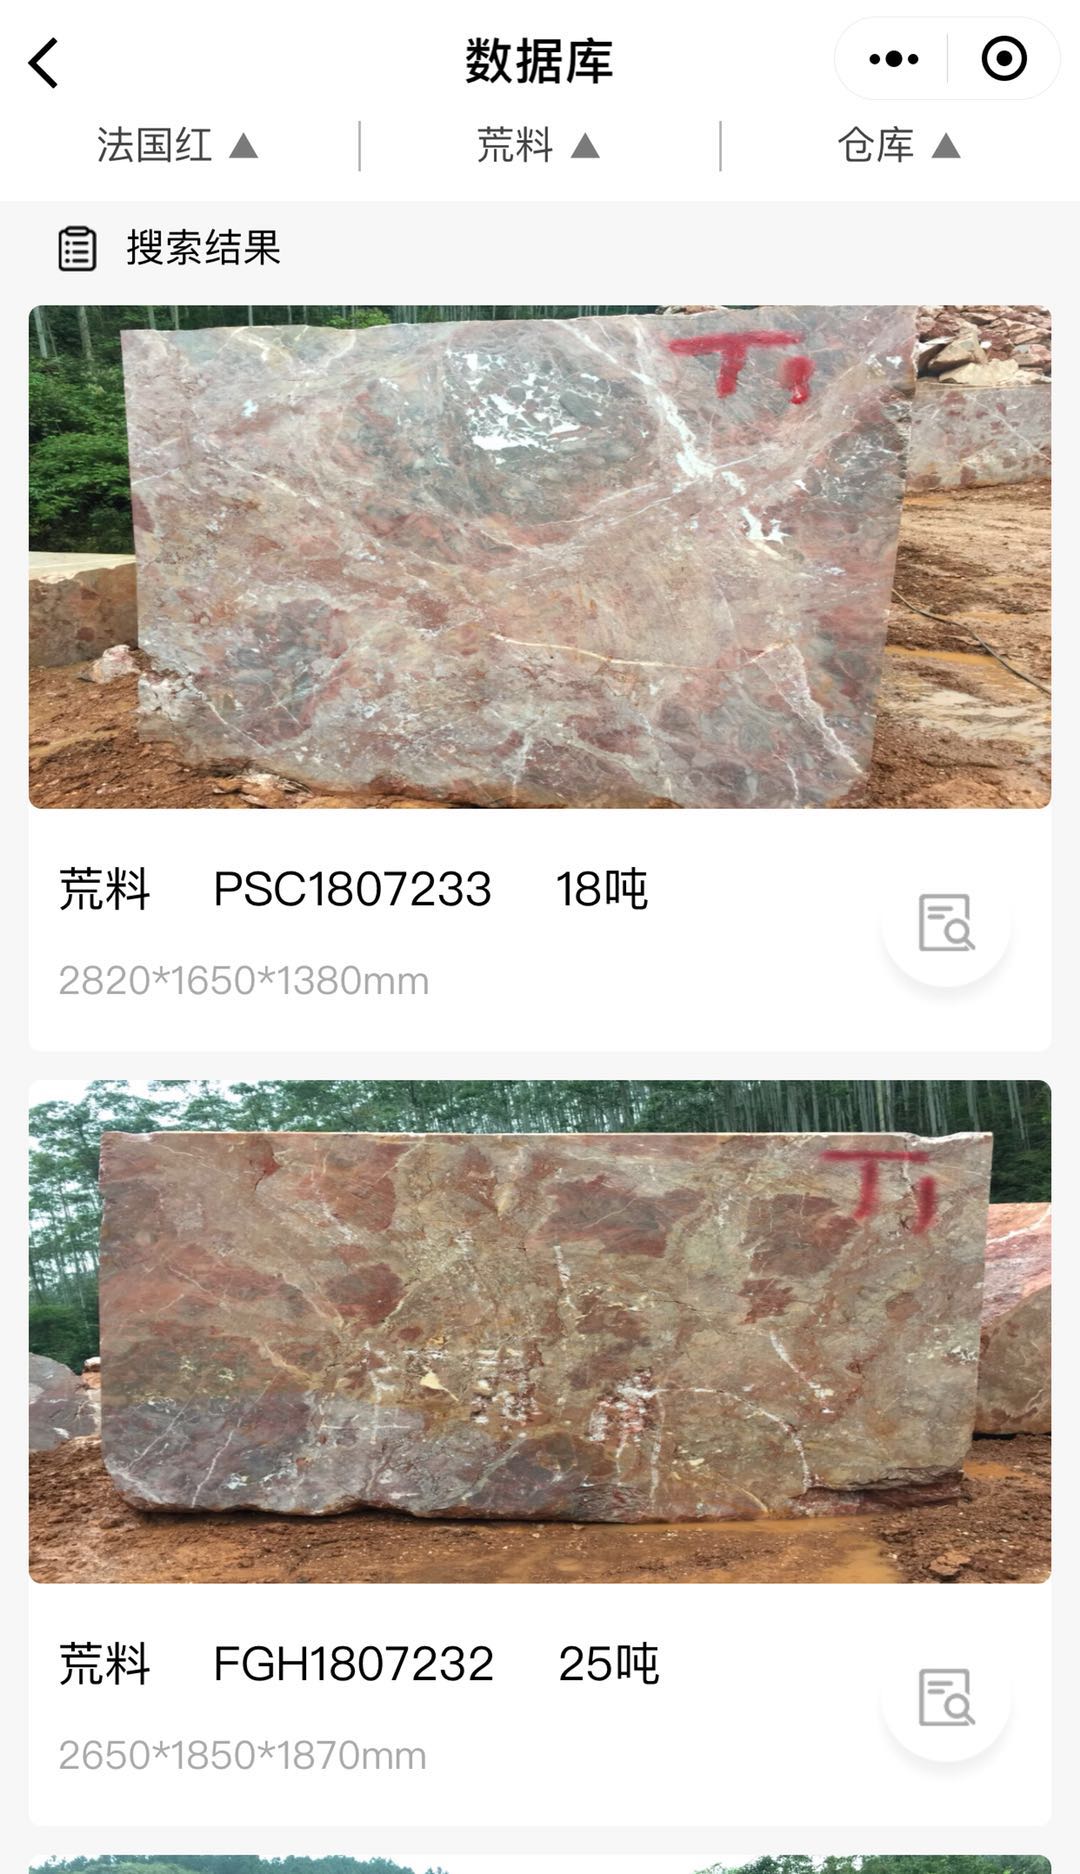 数据库
法国红 ▲ | 荒料 ▲ | 仓库 ▲
搜索结果
T1
荒料 PSC1807233 18吨
2820*1650*1380mm
T1
荒料 FGH1807232 25吨
2650*1850*1870mm